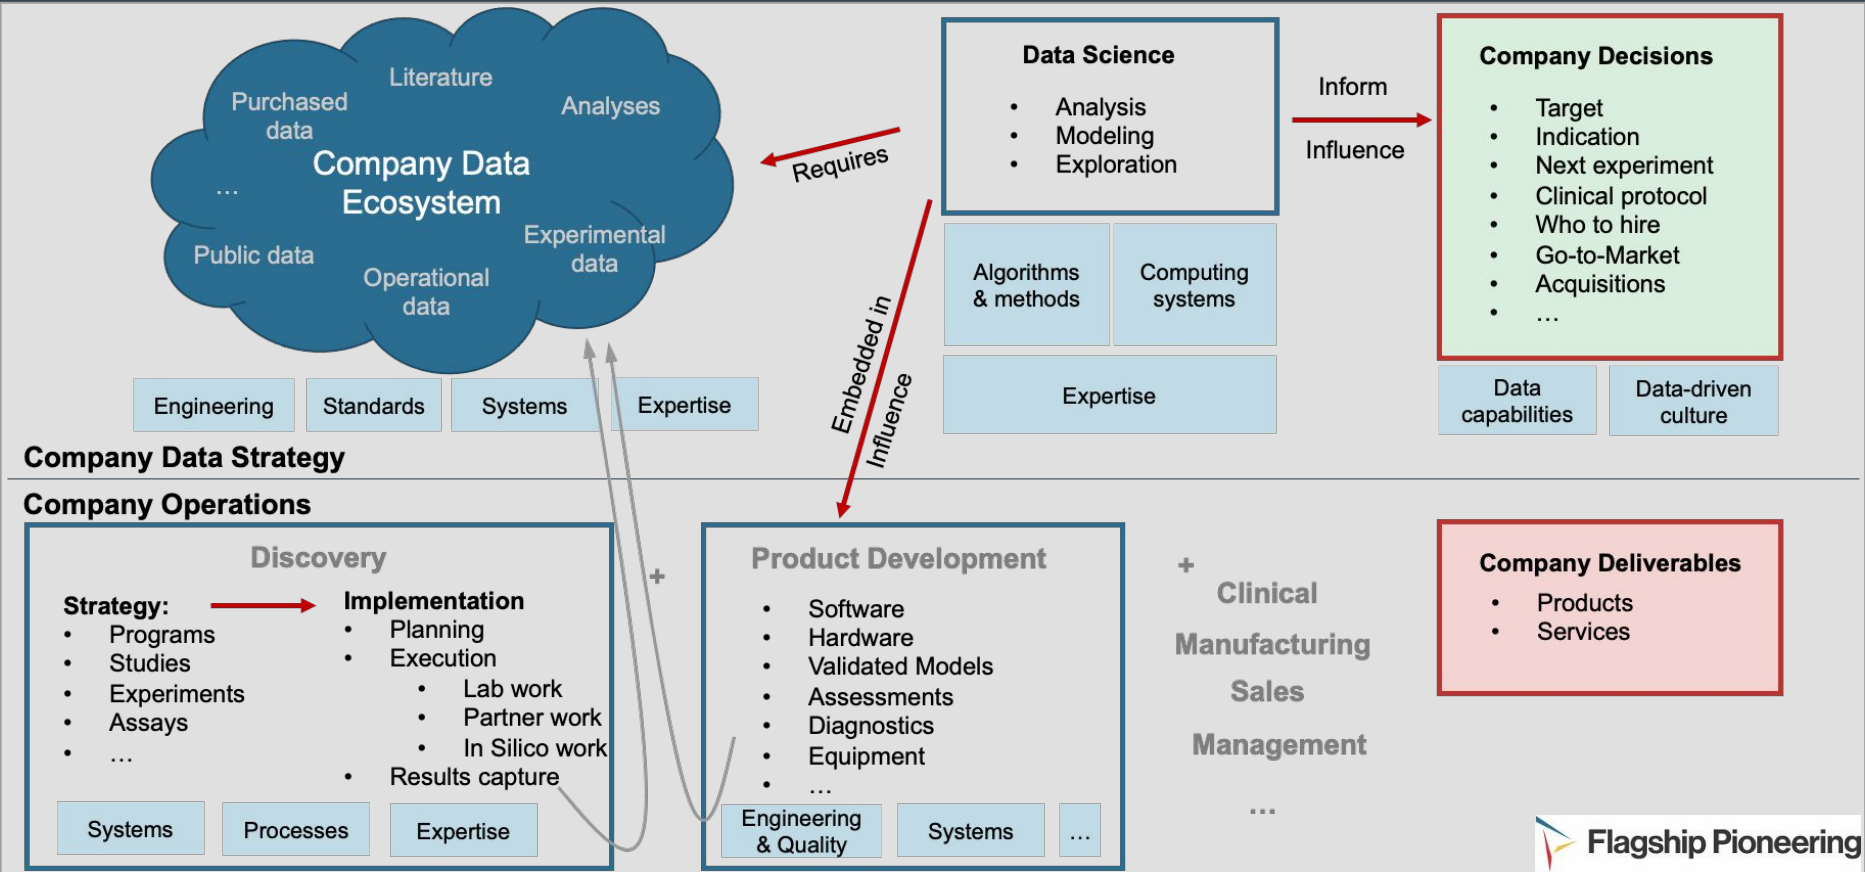 Literature
Purchased
data
Analyses
Company Data
Ecosystem
...
Public data
Experimental
data
Operational
data
Engineering
Standards
Systems
Expertise
Requires
Data Science
• Analysis
• Modeling
• Exploration
Algorithms
& methods
Computing
systems
Expertise
Inform
Influence
Company Decisions
• Target
• Indication
• Next experiment
• Clinical protocol
• Who to hire
• Go-to-Market
• Acquisitions
• ...
Data
capabilities
Data-driven
culture
Embedded in
Influence
Company Data Strategy
Company Operations
Discovery
Strategy:
• Programs
• Studies
• Experiments
• Assays
• ...
Implementation
• Planning
• Execution
• Lab work
• Partner work
• In Silico work
• Results capture
Systems
Processes
Expertise
+
Product Development
• Software
• Hardware
• Validated Models
• Assessments
• Diagnostics
• Equipment
• ...
Engineering
& Quality
Systems
...
+
Clinical
Manufacturing
Sales
Management
...
Company Deliverables
• Products
• Services
Flagship Pioneering